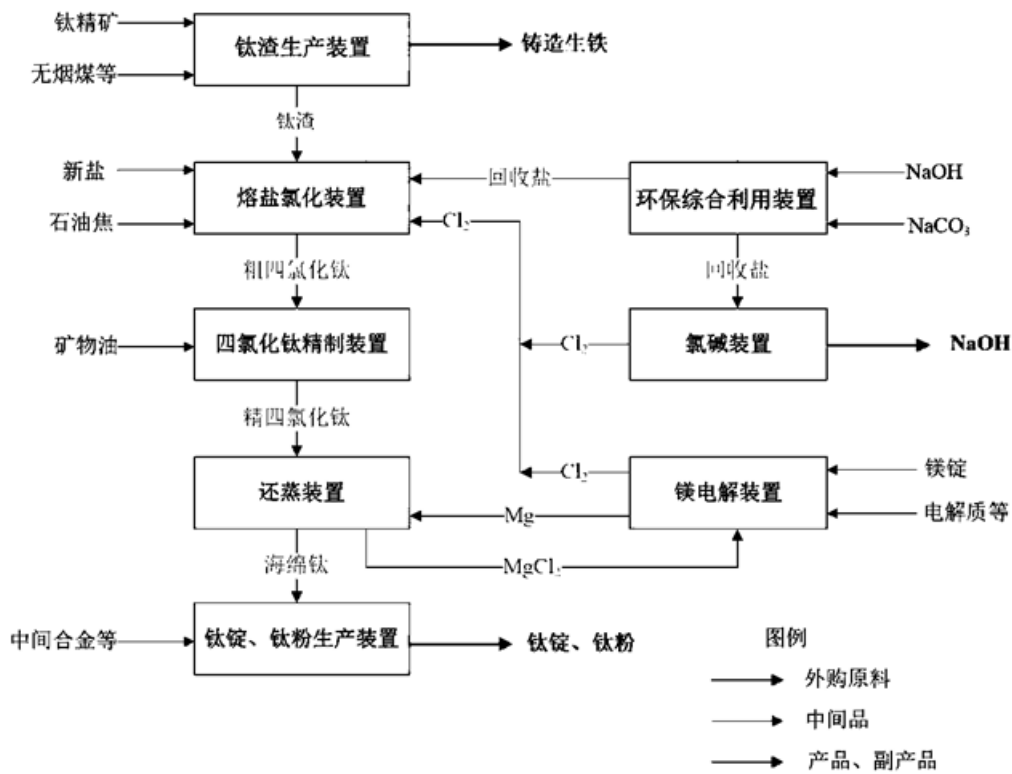 钛精矿
钛渣生产装置
铸造生铁
无烟煤等
钛渣
新盐
熔盐氯化装置
回收盐
环保综合利用装置
NaOH
石油焦
Cl₂
NaCO₃
粗四氯化钛
回收盐
矿物油
四氯化钛精制装置
Cl₂
氯碱装置
NaOH
精四氯化钛
还蒸装置
Cl₂
镁电解装置
镁锭
Mg
电解质等
海绵钛
MgCl₂
中间合金等
钛锭、钛粉生产装置
钛锭、钛粉
图例
外购原料
中间品
产品、副产品